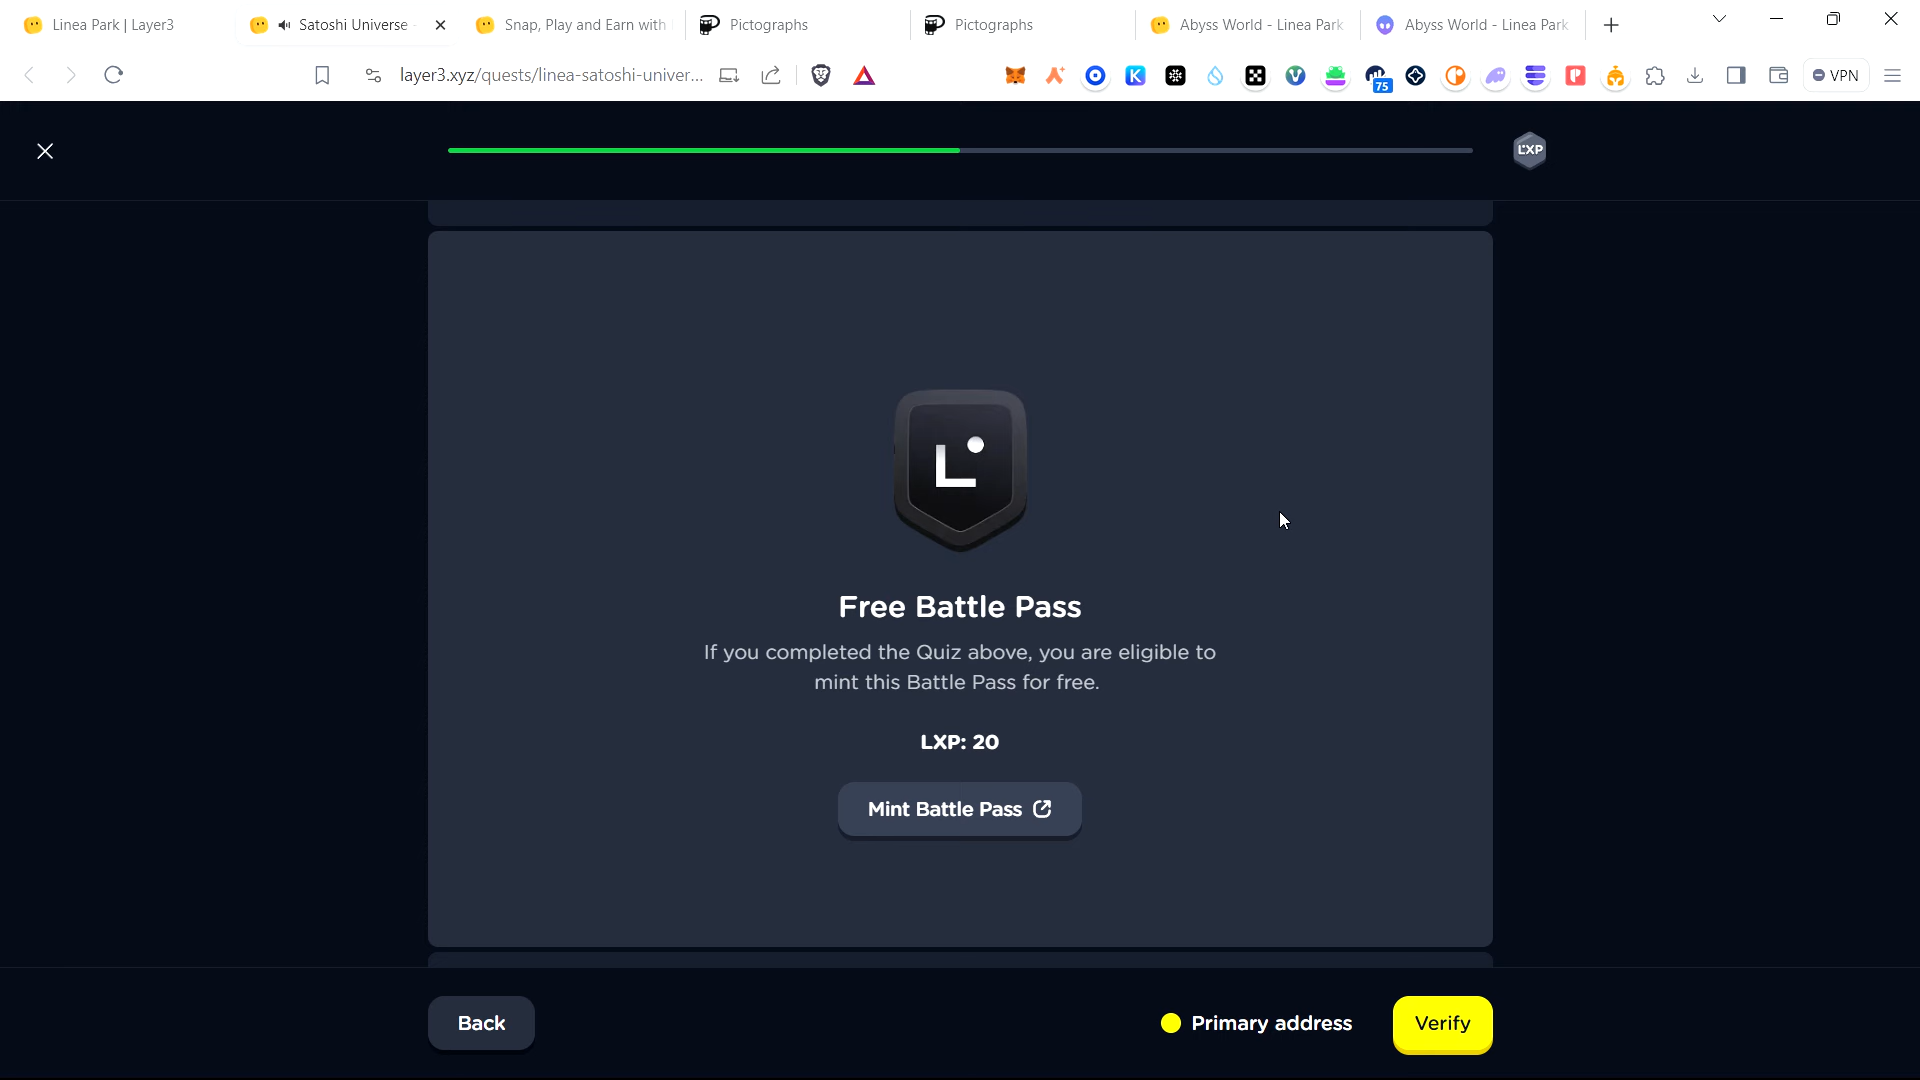 Linea Park | Layer3
Satoshi Universe
Snap, Play and Earn with
Pictographs
Pictographs
Abyss World - Linea Park
Abyss World - Linea Park
layer3.xyz/quests/linea-satoshi-univer...
75
VPN
LXP
L
Free Battle Pass
If you completed the Quiz above, you are eligible to
mint this Battle Pass for free.
LXP: 20
Mint Battle Pass
Back
Primary address
Verify